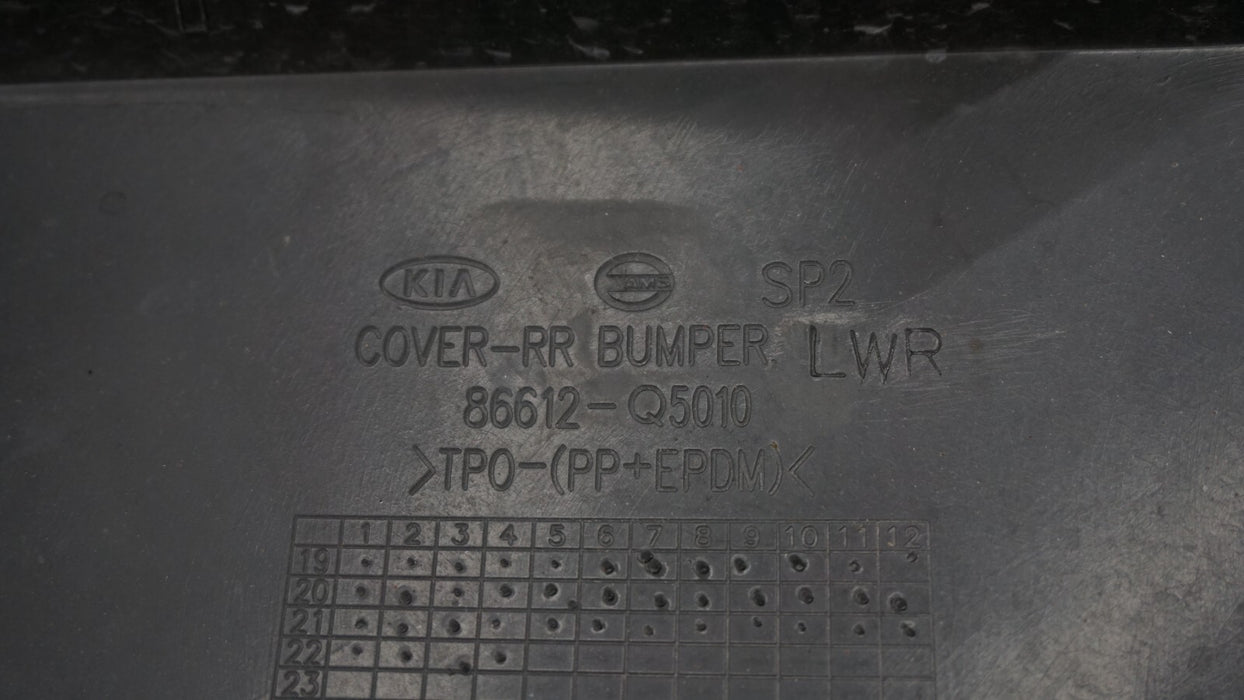 KIA SAMS SP2
COVER-RR BUMPER LWR
86612-Q5010
>TPO-(PP+EPDM)<
1 2 3 4 5 6 7 8 9 10 11 12
19
20
21
22
23